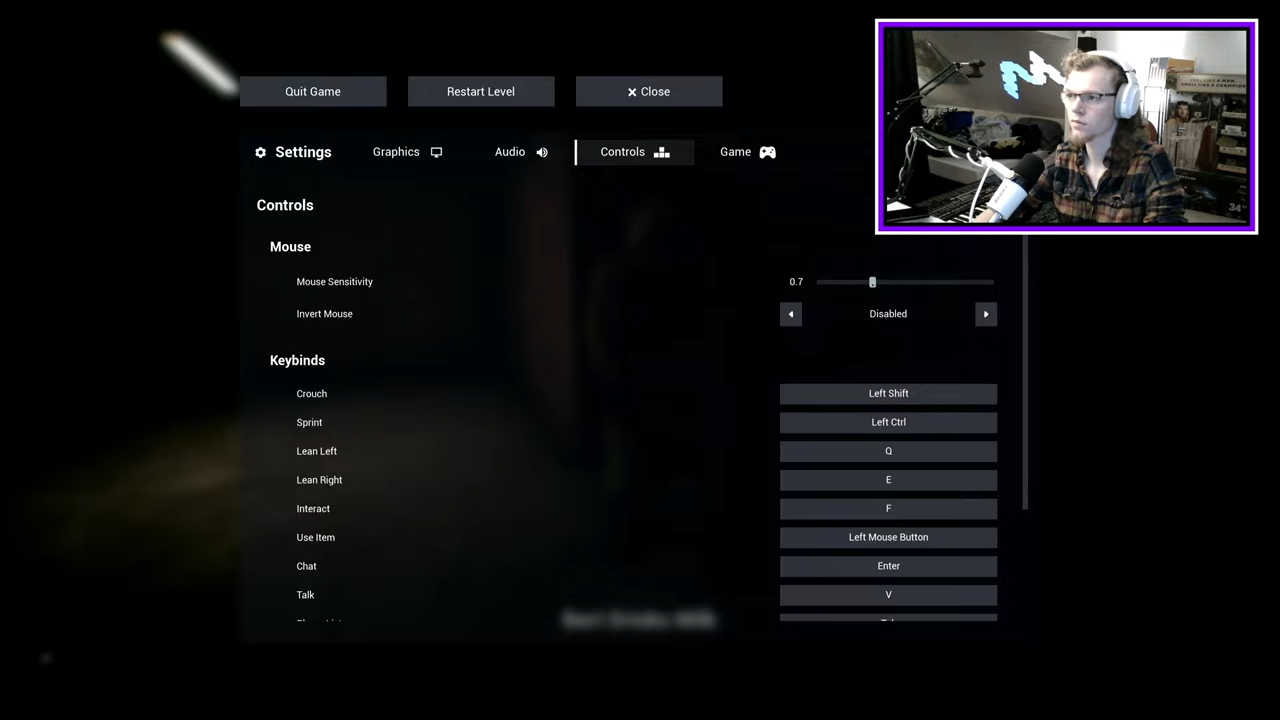 Quit Game
Restart Level
Close
Settings
Graphics
Audio
Controls
Game
Controls
Mouse
Mouse Sensitivity
0.7
Invert Mouse
Disabled
Keybinds
Crouch
Left Shift
Sprint
Left Ctrl
Lean Left
Q
Lean Right
E
Interact
F
Use Item
Left Mouse Button
Chat
Enter
Talk
V
34"